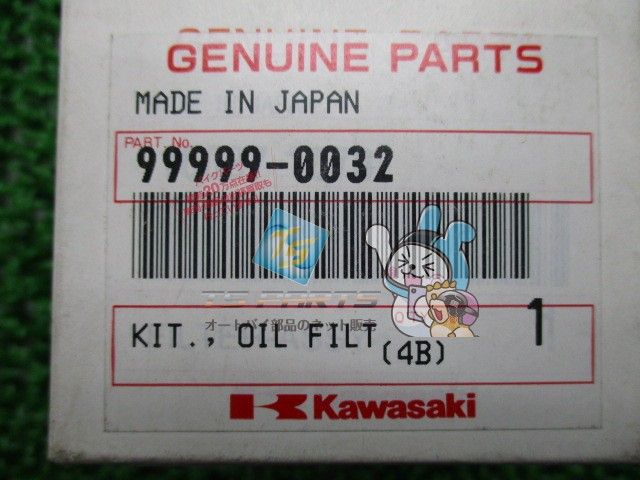 GENUINE PARTS
MADE IN JAPAN
PART No.
99999-0032
TS PARTS
オートバイ部品のネット販売
KIT., OIL FILT(4B)
1
Kawasaki